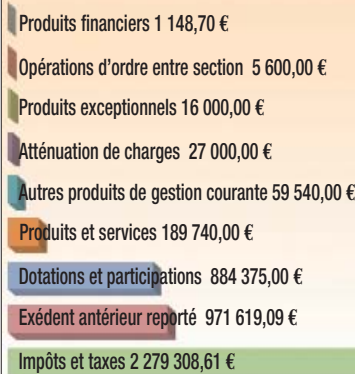 Produits financiers 1 148,70 €
Opérations d'ordre entre section 5 600,00 €
Produits exceptionnels 16 000,00 €
Atténuation de charges 27 000,00 €
Autres produits de gestion courante 59 540,00 €
Produits et services 189 740,00 €
Dotations et participations 884 375,00 €
Exédent antérieur reporté 971 619,09 €
Impôts et taxes 2 279 308,61 €